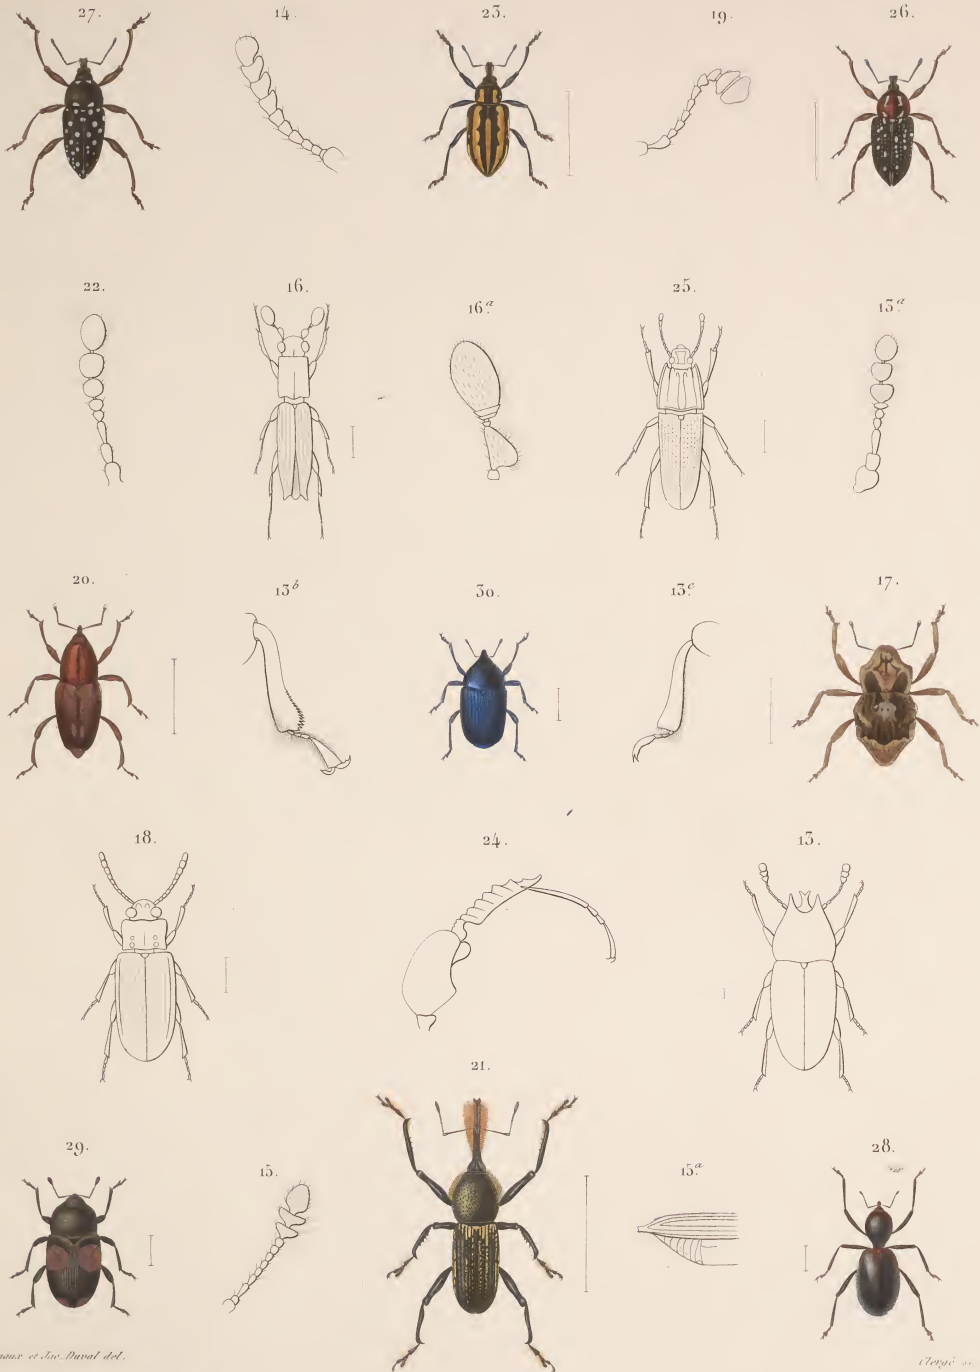 27. 14. 23. 19. 26.
22. 16. 16.a 25. 13.a
20. 13.b 30. 13.c 17.
18. 24. 13.
21.
29. 15. 15.a 28.
et Jac. Duval del. Clergé